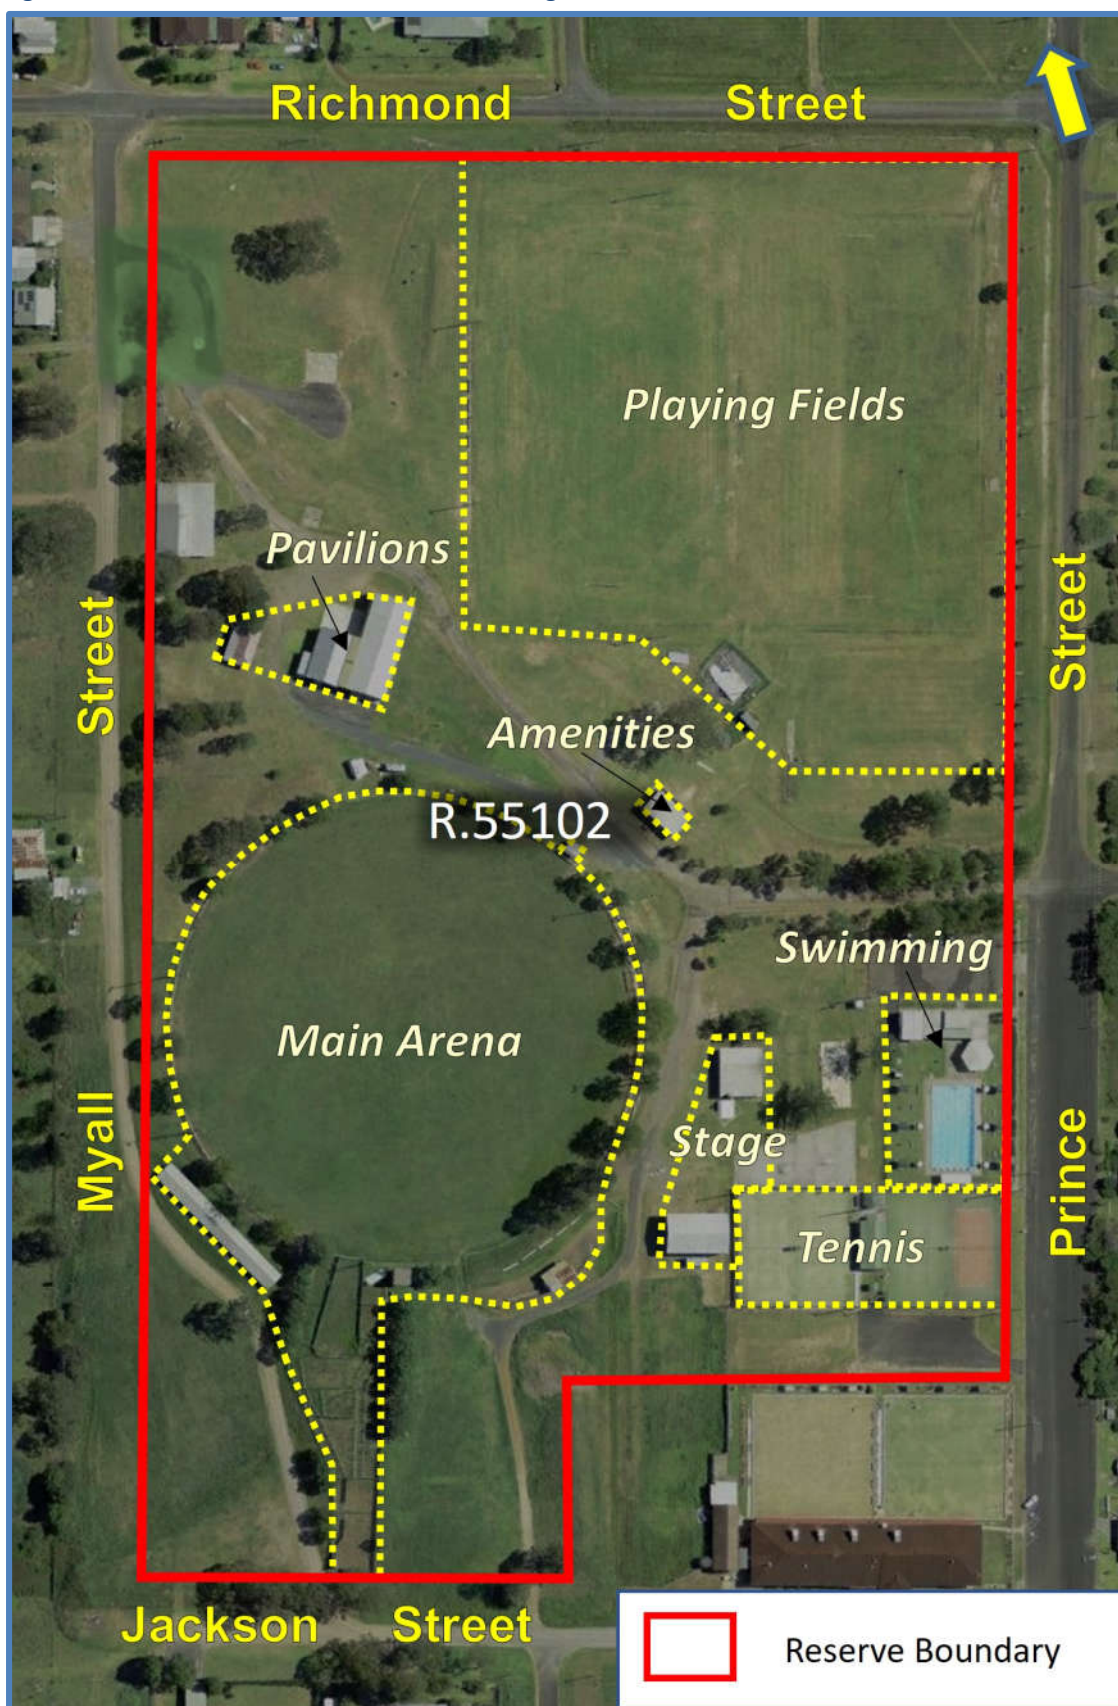 Richmond Street
Playing Fields
Pavilions
Street
Street
Amenities
R.55102
Swimming
Main Arena
Myall
Stage
Prince
Tennis
Jackson Street
Reserve Boundary